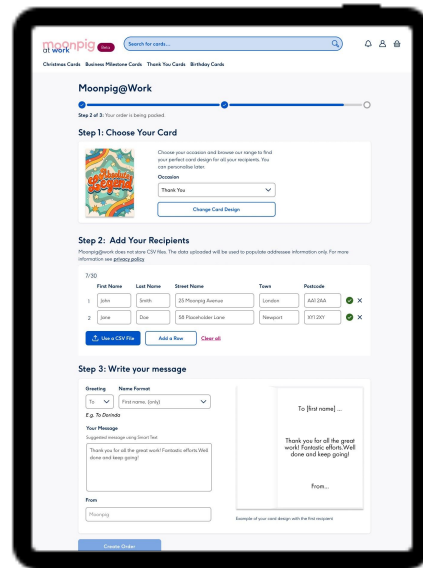 moonpig
at work
Beta
Search for cards...
Christmas Cards Business Milestone Cards Thank You Cards Birthday Cards
Moonpig@Work
Step 2 of 3: Your order is being packed.
Step 1: Choose Your Card
Absolute
Legend
Choose your occasion and browse our range to find
your perfect card design for all your recipients. You
can personalise later.
Occasion
Thank You
Change Card Design
Step 2: Add Your Recipients
Moonpig@work does not store CSV files. The data uploaded will be used to populate addressee information only. For more
information see privacy policy.
7/30
First Name Last Name Street Name Town Postcode
1 John Smith 23 Moonpig Avenue London AA1 2AA
2 Jane Doe 58 Placeholder Lane Newport XY1 2XY
Use a CSV File Add a Row Clear all
Step 3: Write your message
Greeting Name Format
To First name, (only)
E.g. To Dorinda
Your Message
Suggested message using Smart Text
Thank you for all the great work! Fantastic efforts.Well
done and keep going!
From
Moonpig
To [first name] ...
Thank you for all the great
work! Fantastic efforts.Well
done and keep going!
From...
Example of your card design with the first recipient
Create Order